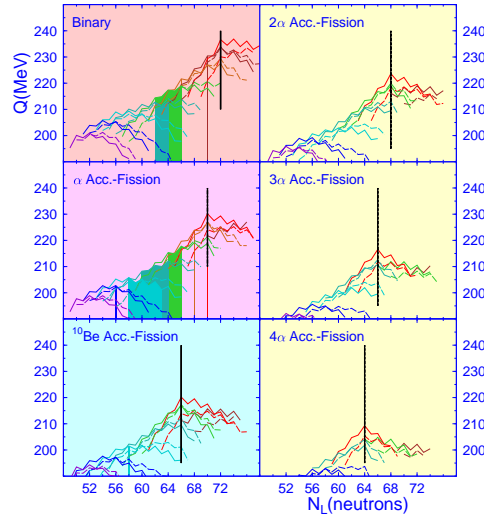 Binary
2α Acc.-Fission
Q(MeV)
240
230
220
210
200
α Acc.-Fission
3α Acc.-Fission
240
230
220
210
200
¹⁰Be Acc.-Fission
4α Acc.-Fission
240
230
220
210
200
52 56 60 64 68 72 52 56 60 64 68 72
N_L(neutrons)